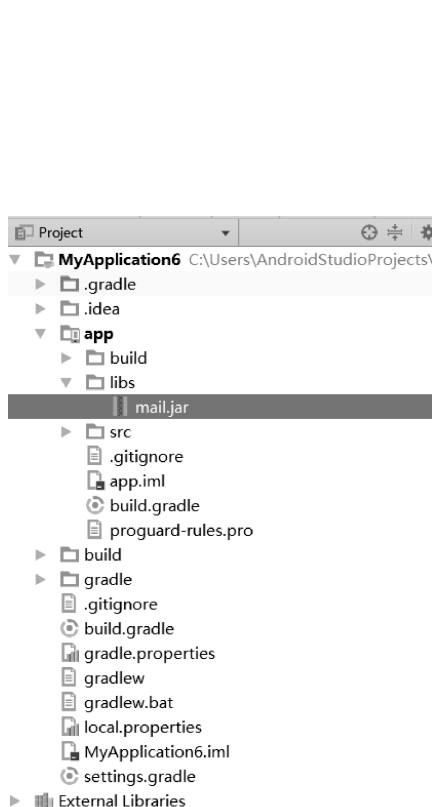 Project
MyApplication6 C:\Users\AndroidStudioProjects\
.gradle
.idea
app
build
libs
mail.jar
src
.gitignore
app.iml
build.gradle
proguard-rules.pro
build
gradle
.gitignore
build.gradle
gradle.properties
gradlew
gradlew.bat
local.properties
MyApplication6.iml
settings.gradle
External Libraries